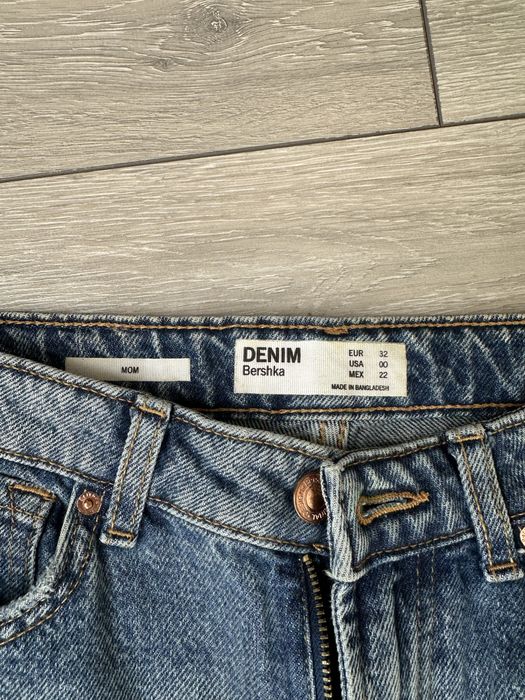 MOM
DENIM
Bershka
EUR 32
USA 00
MEX 22
MADE IN BANGLADESH